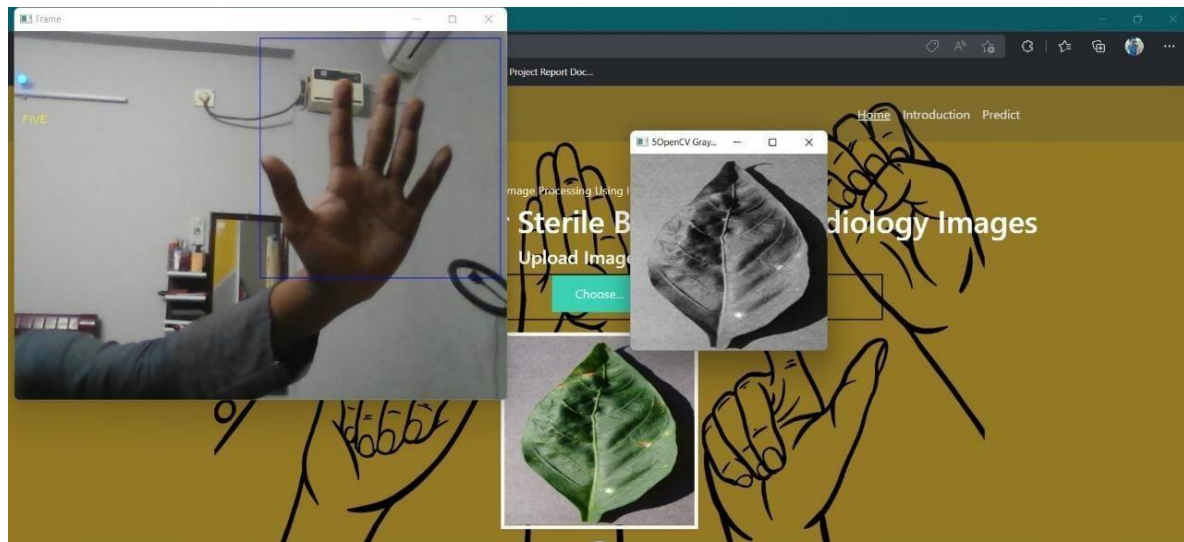 Frame
Project Report Doc...
FIVE
Home Introduction Predict
5OpenCV Gray...
mage Processing Using
Sterile B diology Images
Upload Image
Choose...